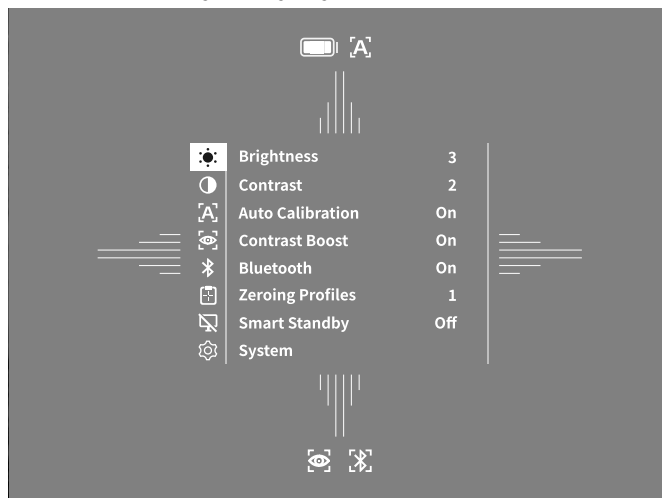 A
Brightness 3
Contrast 2
A Auto Calibration On
Contrast Boost On
Bluetooth On
Zeroing Profiles 1
Smart Standby Off
System